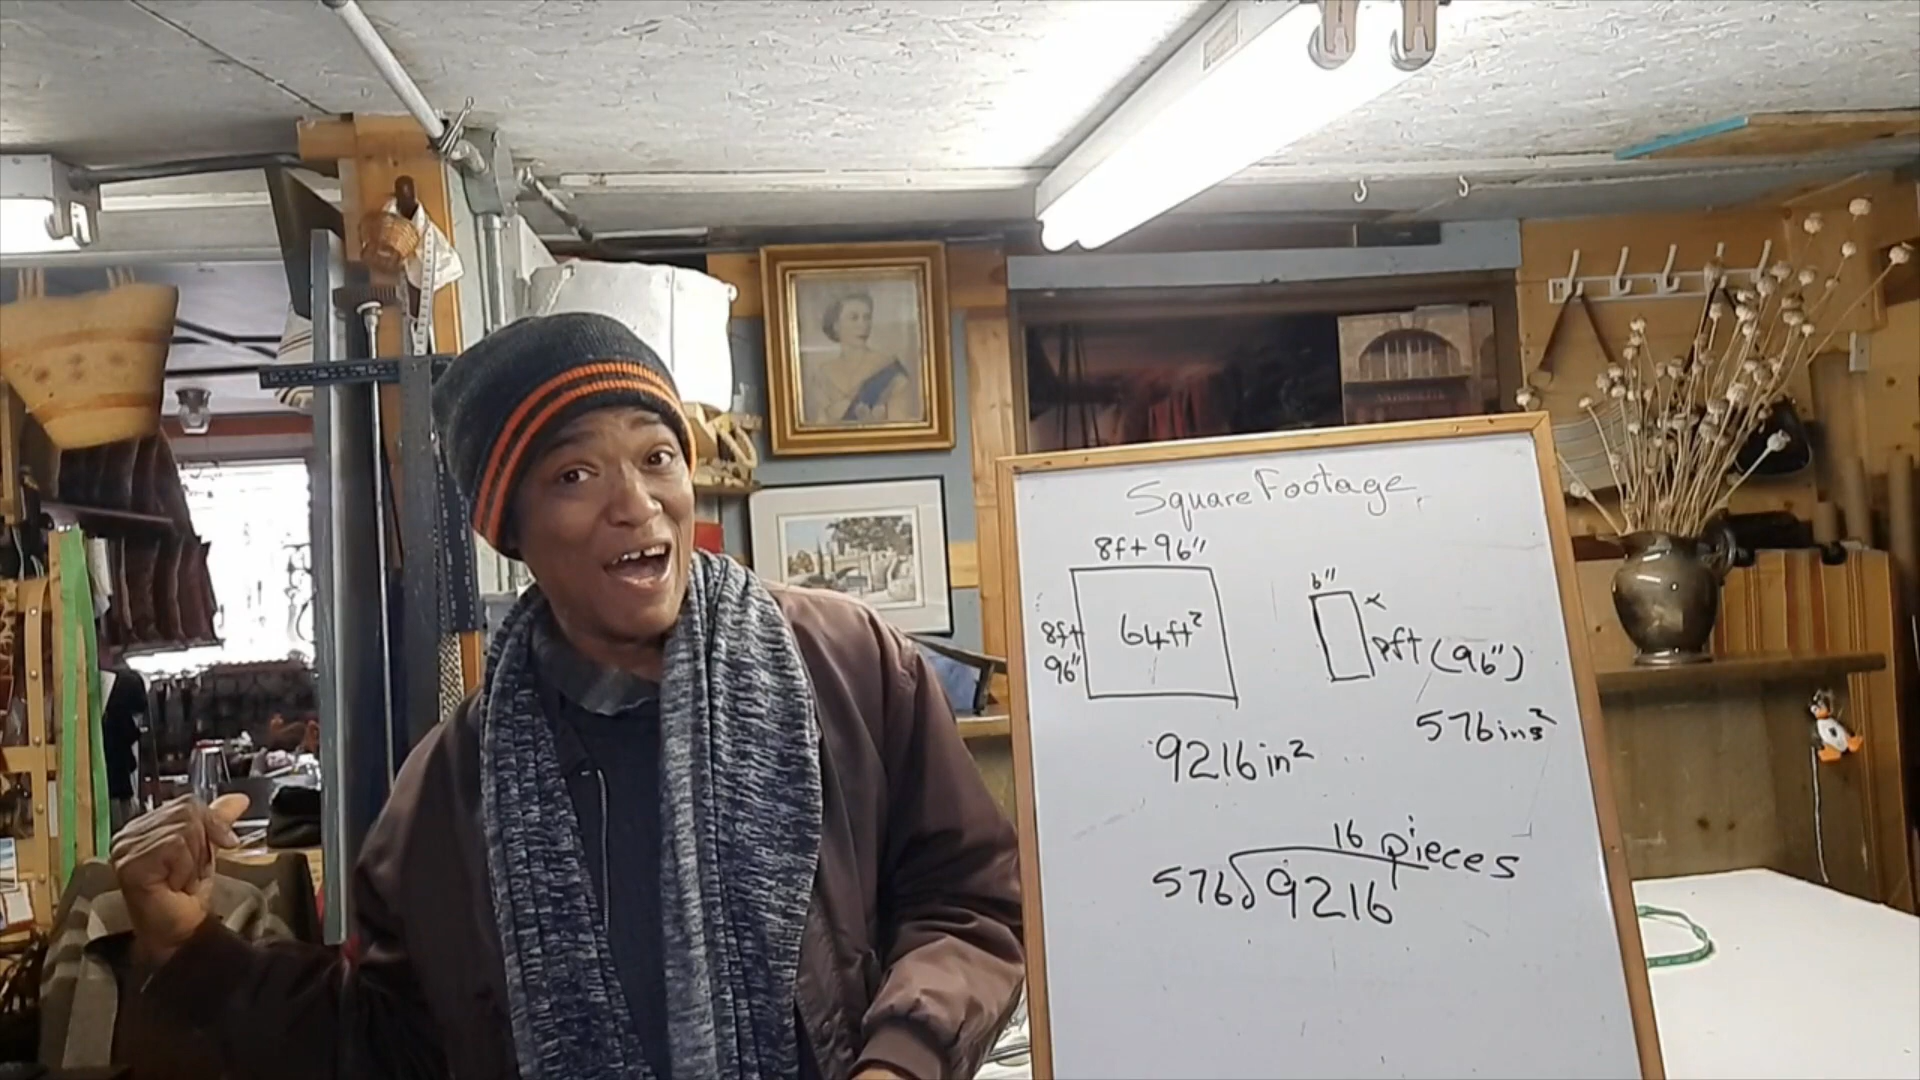 Square Footage
8ft 96"
6"
x
8ft
96"
64ft²
8ft (96")
576in²
9216in²
16 pieces
576 9216